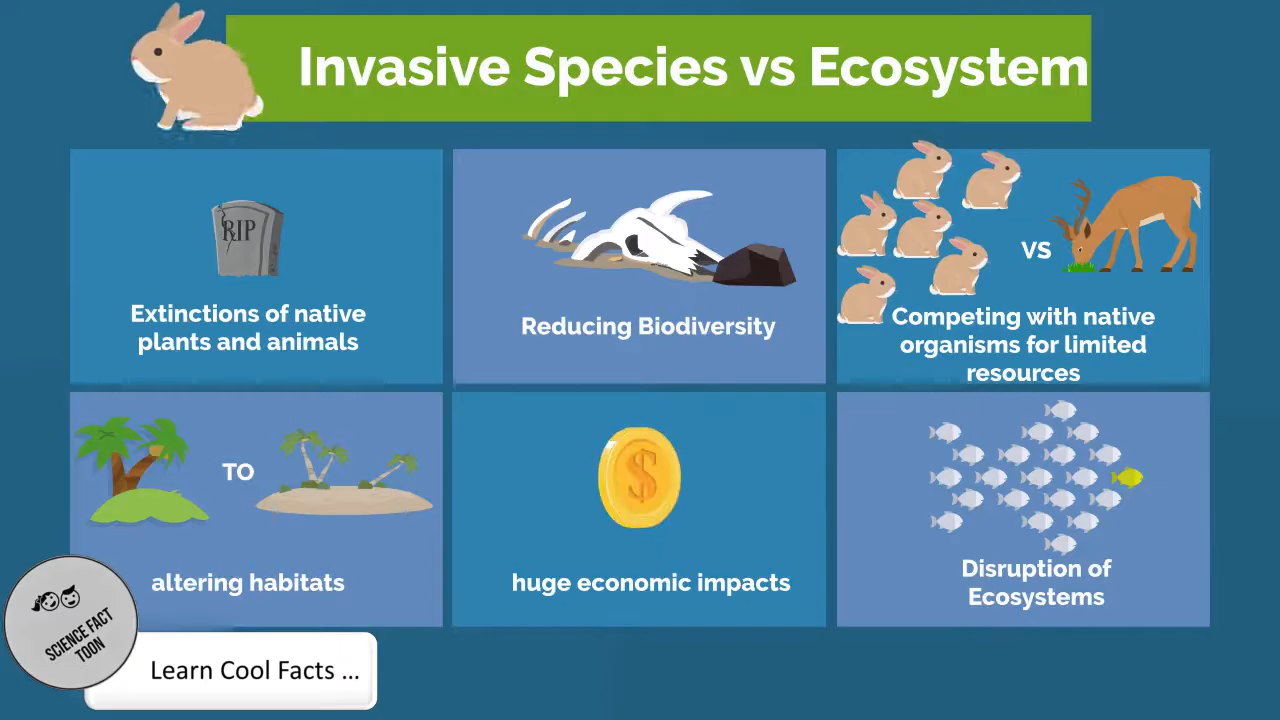 Invasive Species vs Ecosystem
RIP
Extinctions of native
plants and animals
Reducing Biodiversity
VS
Competing with native
organisms for limited
resources
TO
altering habitats
$
huge economic impacts
Disruption of
Ecosystems
SCIENCE FACT
TOON
Learn Cool Facts ...